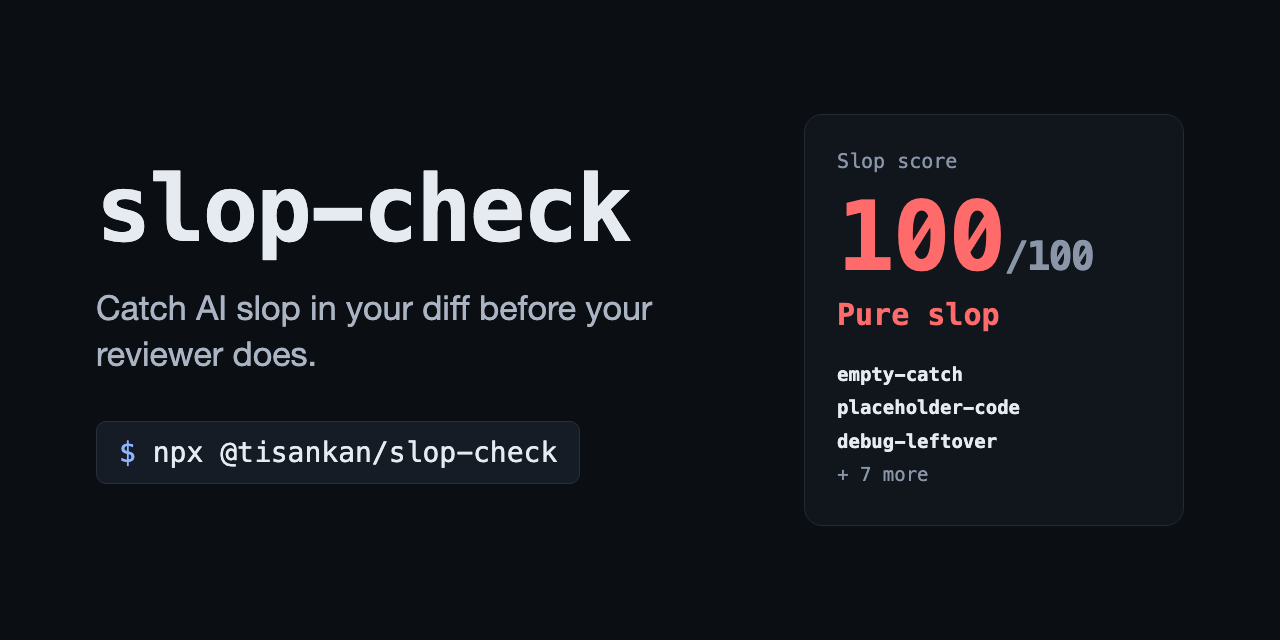 slop-check
Catch AI slop in your diff before your
reviewer does.
$ npx @tisankan/slop-check
Slop score
100/100
Pure slop
empty-catch
placeholder-code
debug-leftover
+ 7 more